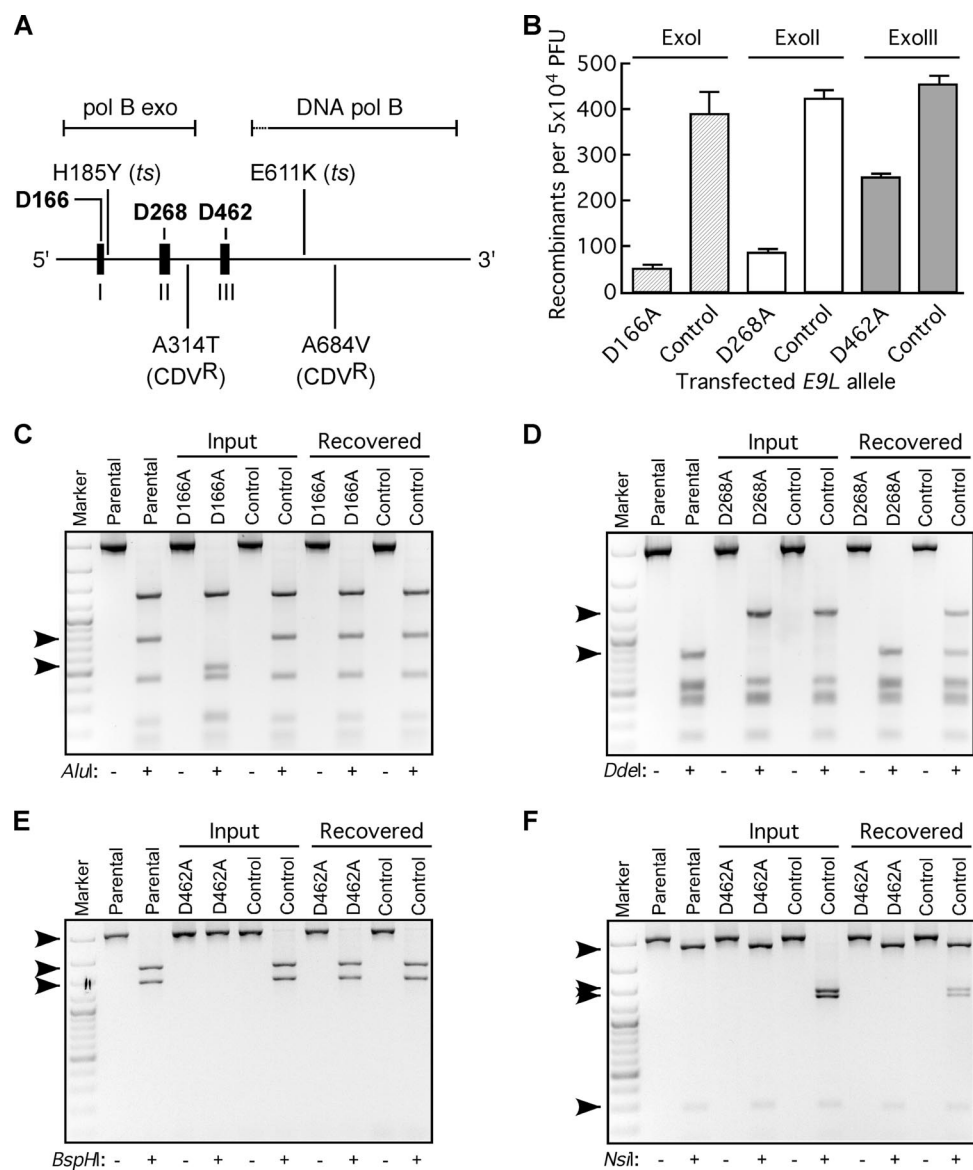 A
pol B exo
DNA pol B
H185Y (ts)
E611K (ts)
D166
D268
D462
5'
3'
I
II
III
A314T
(CDVR)
A684V
(CDVR)
B
ExoI
ExoII
ExoIII
Recombinants per 5x10⁴ PFU
500
400
300
200
100
0
D166A
Control
D268A
Control
D462A
Control
Transfected E9L allele
C
Input
Recovered
Marker
Parental
Parental
D166A
D166A
Control
Control
D166A
D166A
Control
Control
AluI: - + - + - + - + - +
D
Input
Recovered
Marker
Parental
Parental
D268A
D268A
Control
Control
D268A
D268A
Control
Control
DdeI: - + - + - + - + - +
E
Input
Recovered
Marker
Parental
Parental
D462A
D462A
Control
Control
D462A
D462A
Control
Control
BspHI: - + - + - + - + - +
F
Input
Recovered
Marker
Parental
Parental
D462A
D462A
Control
Control
D462A
D462A
Control
Control
NsiI: - + - + - + - + - +